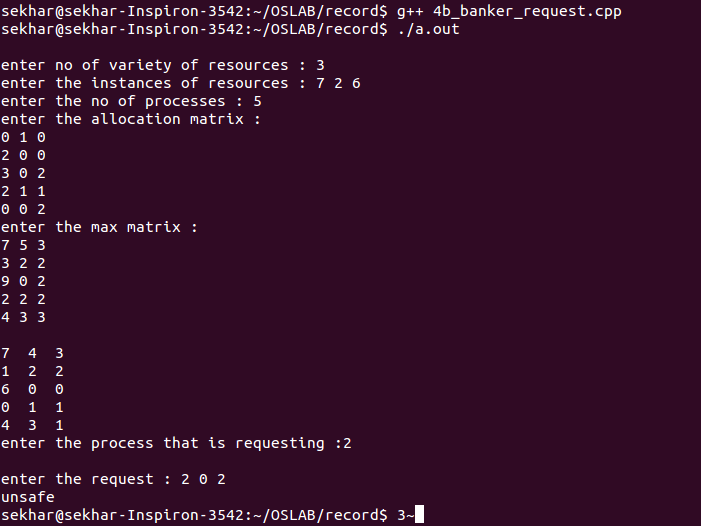 sekhar@sekhar-Inspiron-3542:~/OSLAB/record$ g++ 4b_banker_request.cpp
sekhar@sekhar-Inspiron-3542:~/OSLAB/record$ ./a.out

enter no of variety of resources : 3
enter the instances of resources : 7 2 6
enter the no of processes : 5
enter the allocation matrix :
0 1 0
2 0 0
3 0 2
2 1 1
0 0 2
enter the max matrix :
7 5 3
3 2 2
9 0 2
2 2 2
4 3 3

7  4  3
1  2  2
6  0  0
0  1  1
4  3  1
enter the process that is requesting :2

enter the request : 2 0 2
unsafe
sekhar@sekhar-Inspiron-3542:~/OSLAB/record$ 3~